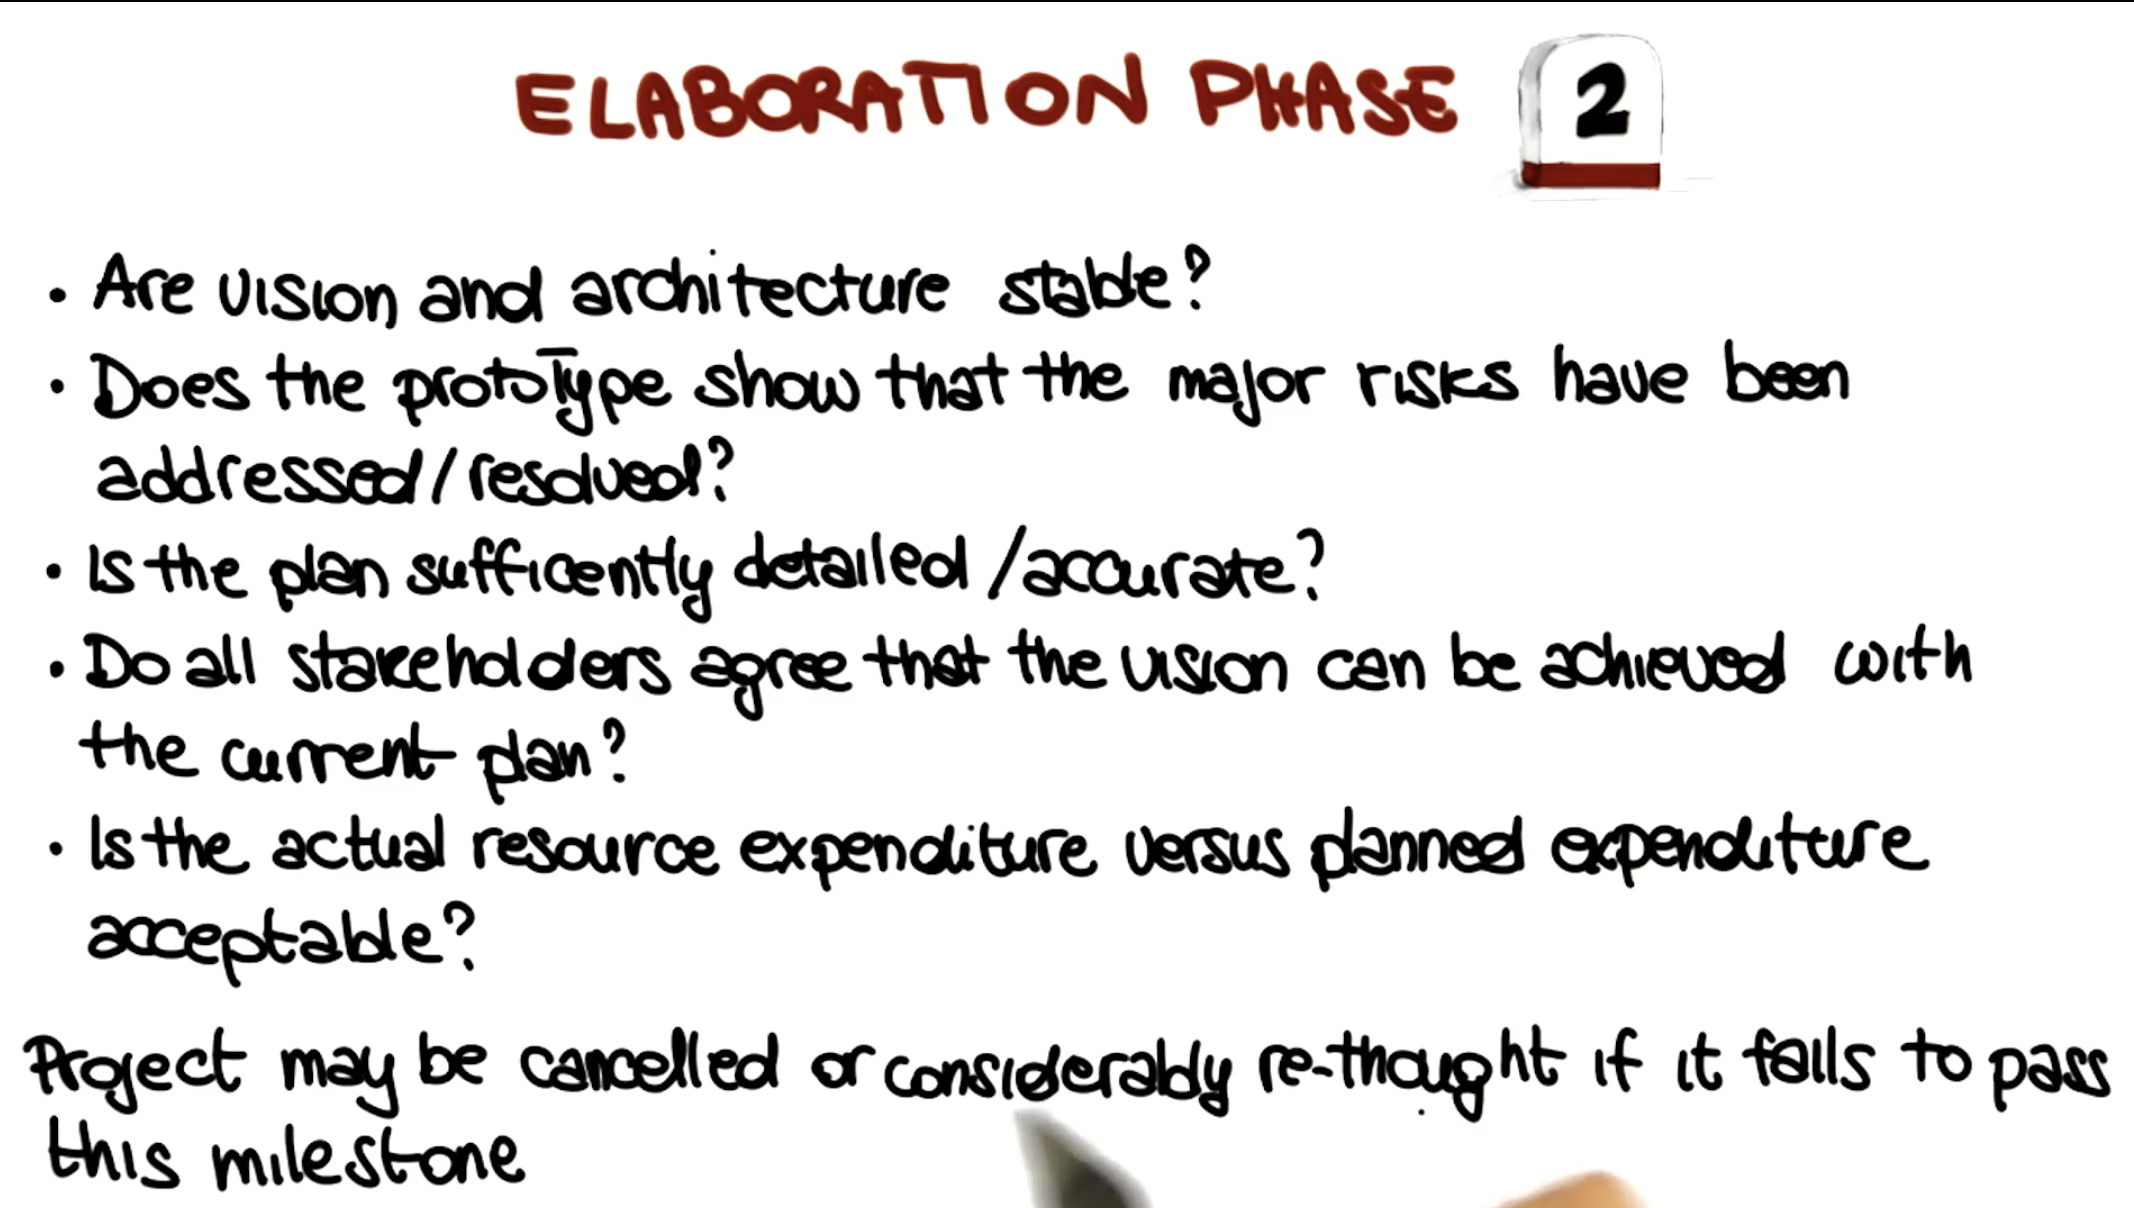 ELABORATION PHASE 2
• Are vision and architecture stable?
• Does the prototype show that the major risks have been
addressed/resolved?
• Is the plan sufficently detailed/accurate?
• Do all stakeholders agree that the vision can be achieved with
the current plan?
• Is the actual resource expenditure versus planned expenditure
acceptable?
Project may be cancelled or considerably re-thought if it fails to pass
this milestone